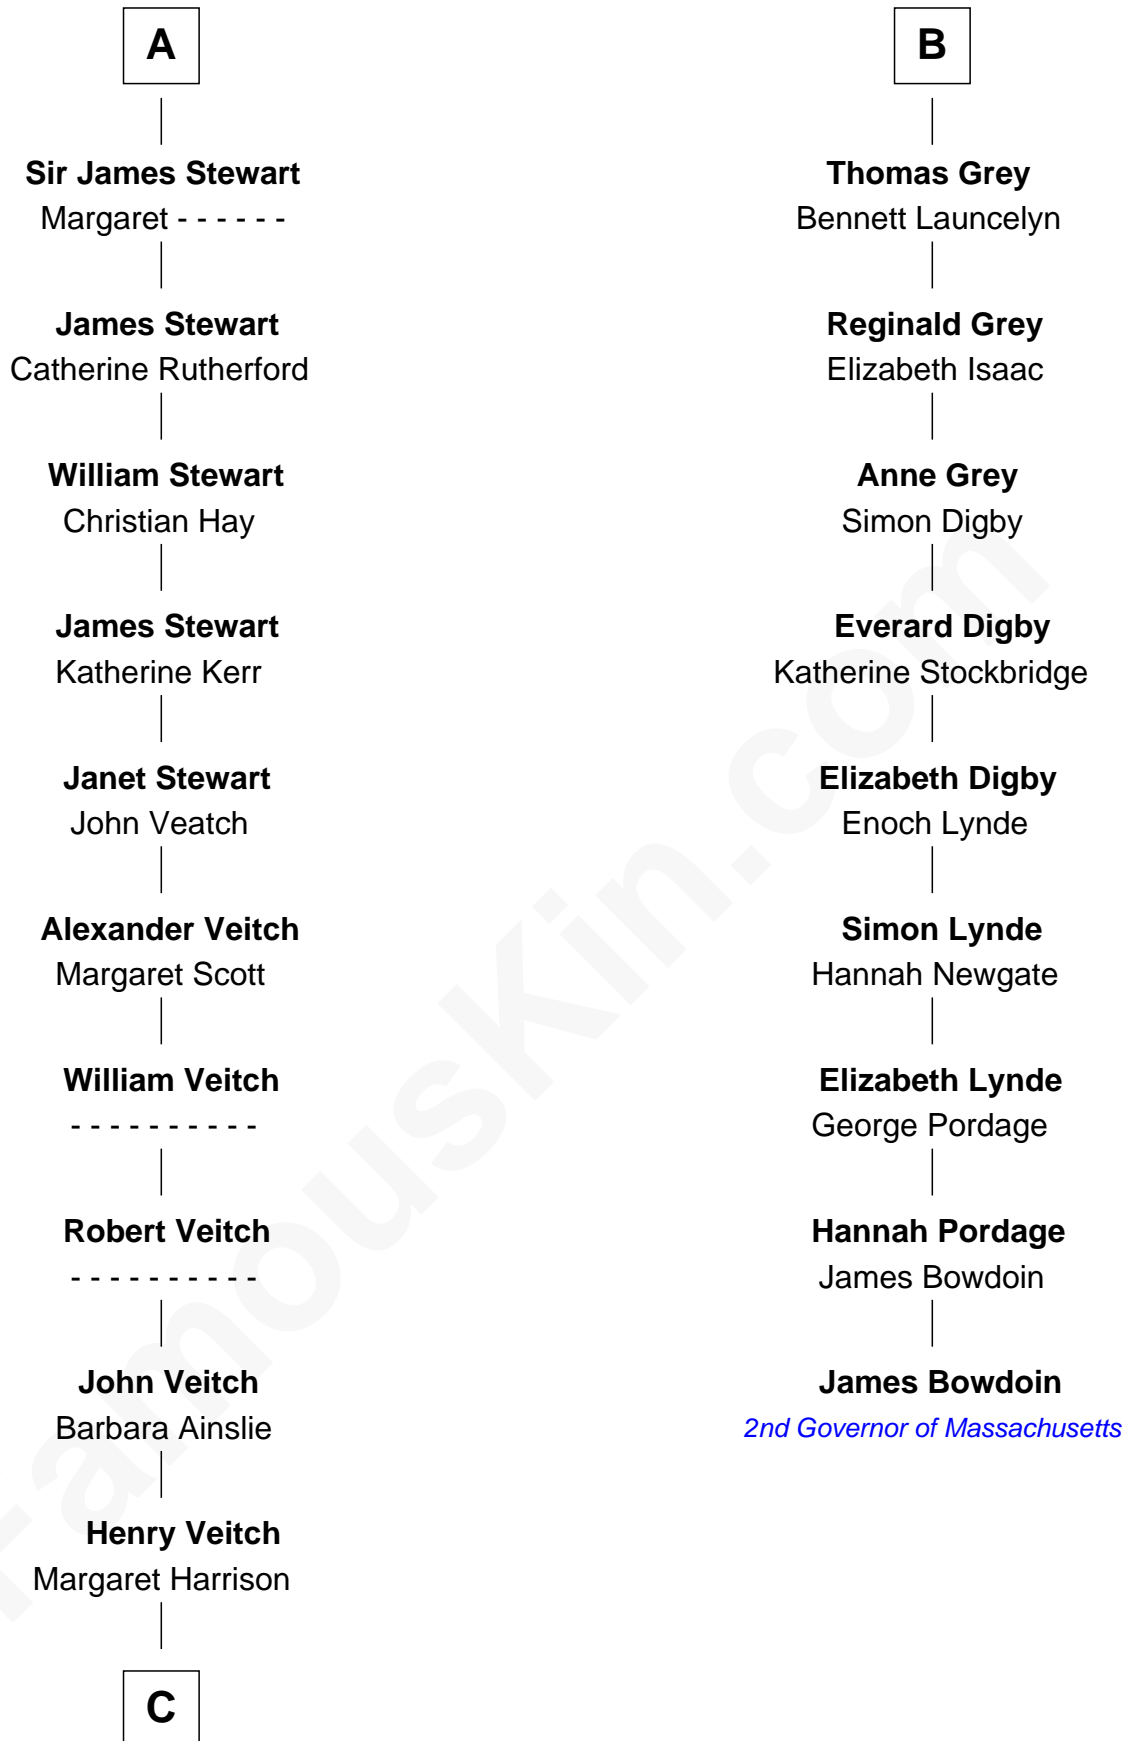 A
Sir James Stewart
Margaret - - - - - -
James Stewart
Catherine Rutherford
William Stewart
Christian Hay
James Stewart
Katherine Kerr
Janet Stewart
John Veatch
Alexander Veitch
Margaret Scott
William Veitch
- - - - - - - - - -
Robert Veitch
- - - - - - - - - -
John Veitch
Barbara Ainslie
Henry Veitch
Margaret Harrison
C
B
Thomas Grey
Bennett Launcelyn
Reginald Grey
Elizabeth Isaac
Anne Grey
Simon Digby
Everard Digby
Katherine Stockbridge
Elizabeth Digby
Enoch Lynde
Simon Lynde
Hannah Newgate
Elizabeth Lynde
George Pordage
Hannah Pordage
James Bowdoin
James Bowdoin
2nd Governor of Massachusetts
FamousKin.com